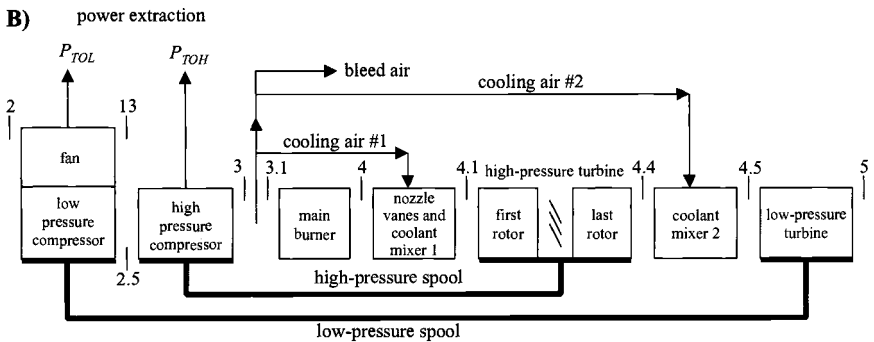 B)
power extraction
P_TOL
P_TOH
bleed air
cooling air #2
2
13
cooling air #1
3
3.1
4
4.1
high-pressure turbine
4.4
4.5
5
fan
low
pressure
compressor
high
pressure
compressor
main
burner
nozzle
vanes and
coolant
mixer 1
first
rotor
last
rotor
coolant
mixer 2
low-pressure
turbine
2.5
high-pressure spool
low-pressure spool